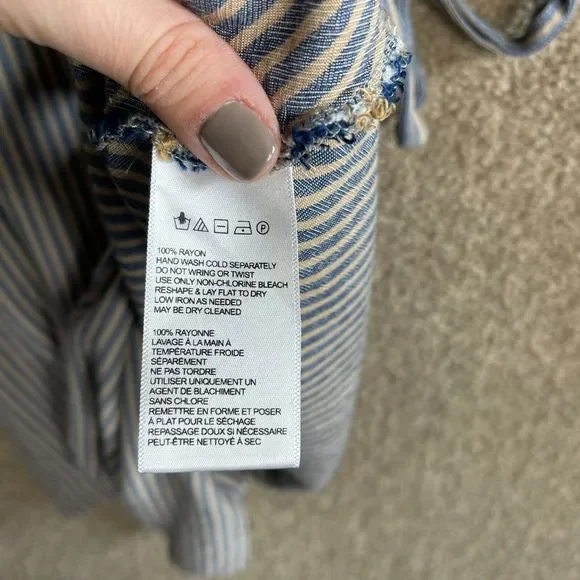 P
100% RAYON
HAND WASH COLD SEPARATELY
DO NOT WRING OR TWIST
USE ONLY NON-CHLORINE BLEACH
RESHAPE & LAY FLAT TO DRY
LOW IRON AS NEEDED
MAY BE DRY CLEANED
100% RAYONNE
LAVAGE À LA MAIN À
TEMPÉRATURE FROIDE
SÉPARÉMENT
NE PAS TORDRE
UTILISER UNIQUEMENT UN
AGENT DE BLACHIMENT
SANS CHLORE
REMETTRE EN FORME ET POSER
À PLAT POUR LE SÉCHAGE
REPASSAGE DOUX SI NÉCESSAIRE
PEUT-ÊTRE NETTOYÉ À SEC